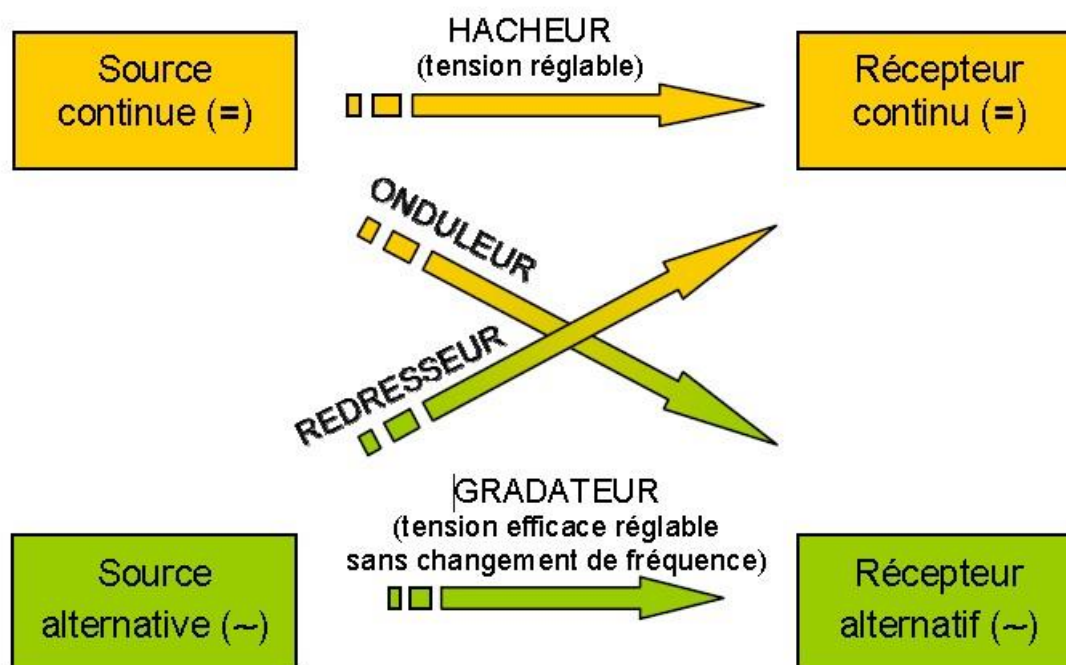 HACHEUR
(tension réglable)
Source
continue (=)
Récepteur
continu (=)
ONDULEUR
REDRESSEUR
GRADATEUR
(tension efficace réglable
sans changement de fréquence)
Source
alternative (~)
Récepteur
alternatif (~)